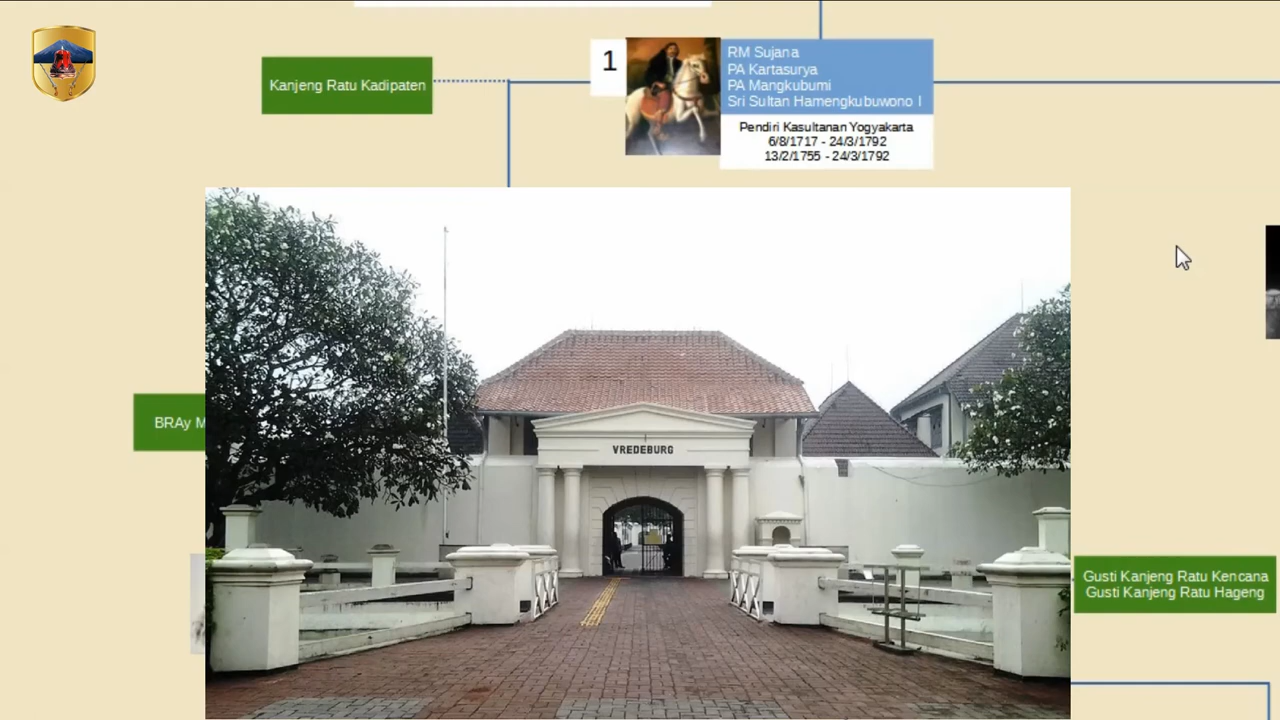 Kanjeng Ratu Kadipaten
1
RM Sujana
PA Kartasurya
PA Mangkubumi
Sri Sultan Hamengkubuwono I
Pendiri Kasultanan Yogyakarta
6/8/1717 - 24/3/1792
13/2/1755 - 24/3/1792
VREDEBURG
BRAy M
Gusti Kanjeng Ratu Kencana
Gusti Kanjeng Ratu Hageng